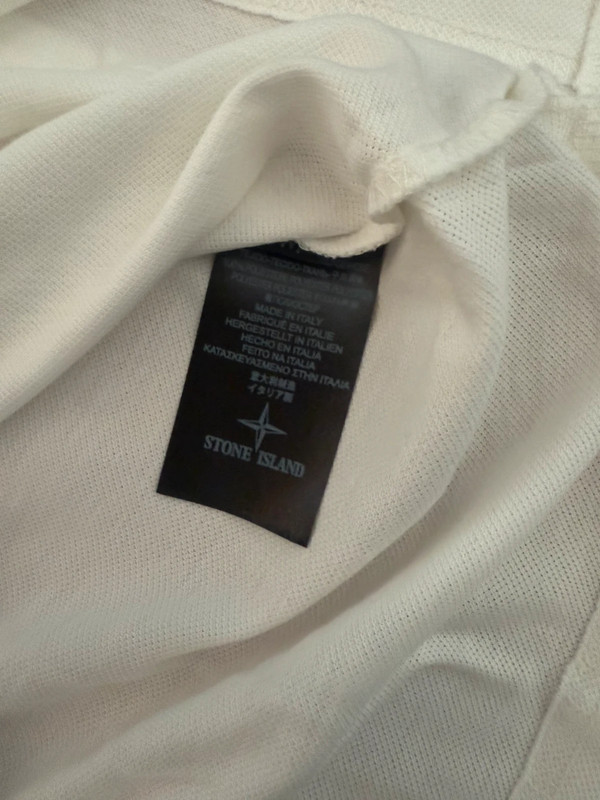 MADE IN ITALY
FABRIQUÉ EN ITALIE
HERGESTELLT IN ITALIEN
HECHO EN ITALIA
FEITO NA ITALIA
ΚΑΤΑΣΚΕΥΑΣΜΕΝΟ ΣΤΗΝ ΙΤΑΛΙΑ
意大利制造
イタリア製
STONE ISLAND